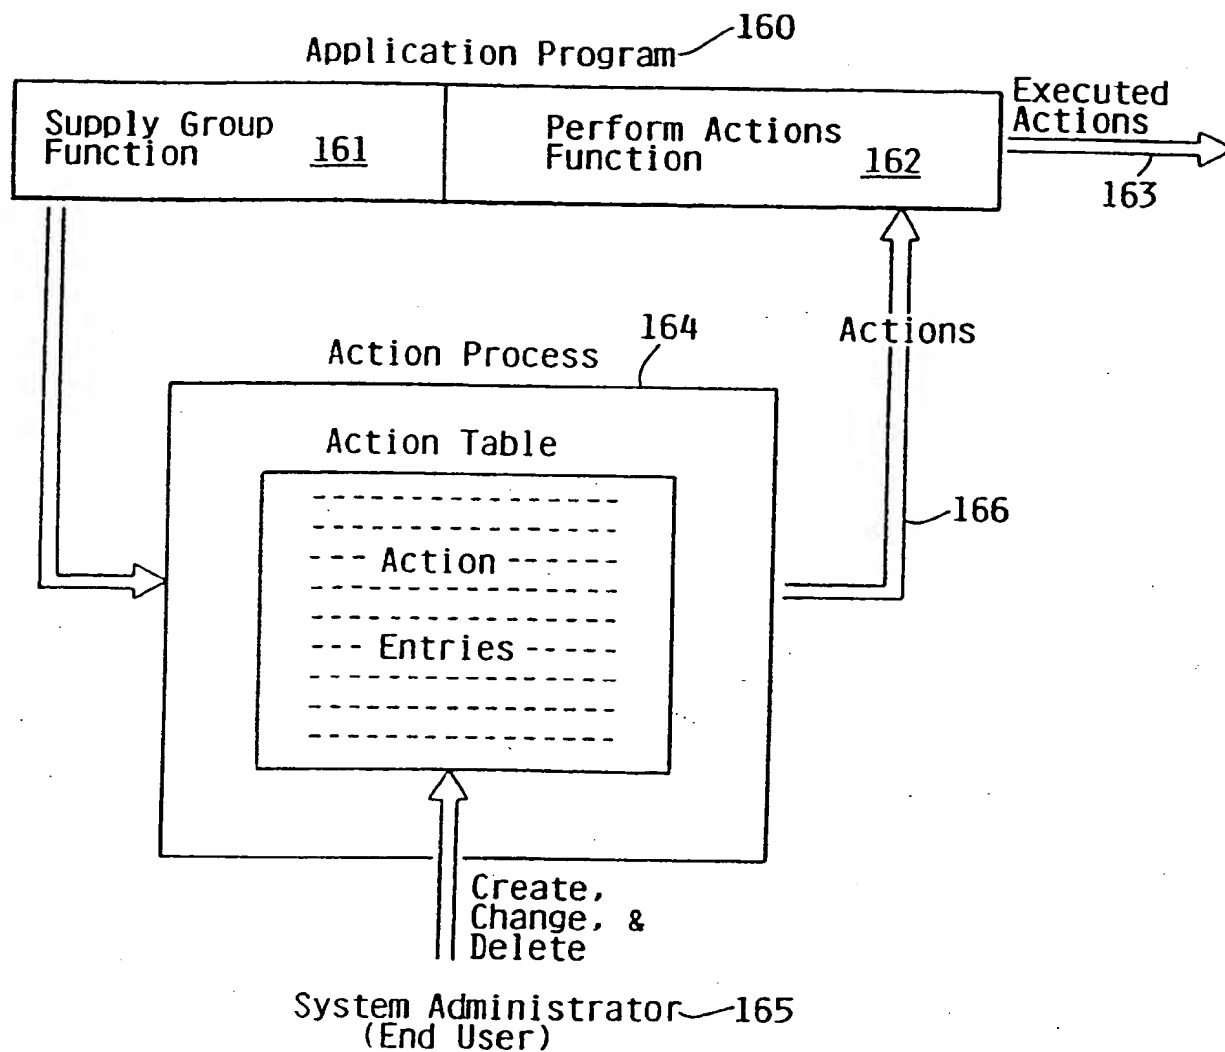 Application Program 160
Supply Group
Function 161
Perform Actions
Function 162
Executed
Actions
163
Actions
164
Action Process
Action Table
Action
Entries
166
Create,
Change, &
Delete
System Administrator 165
(End User)